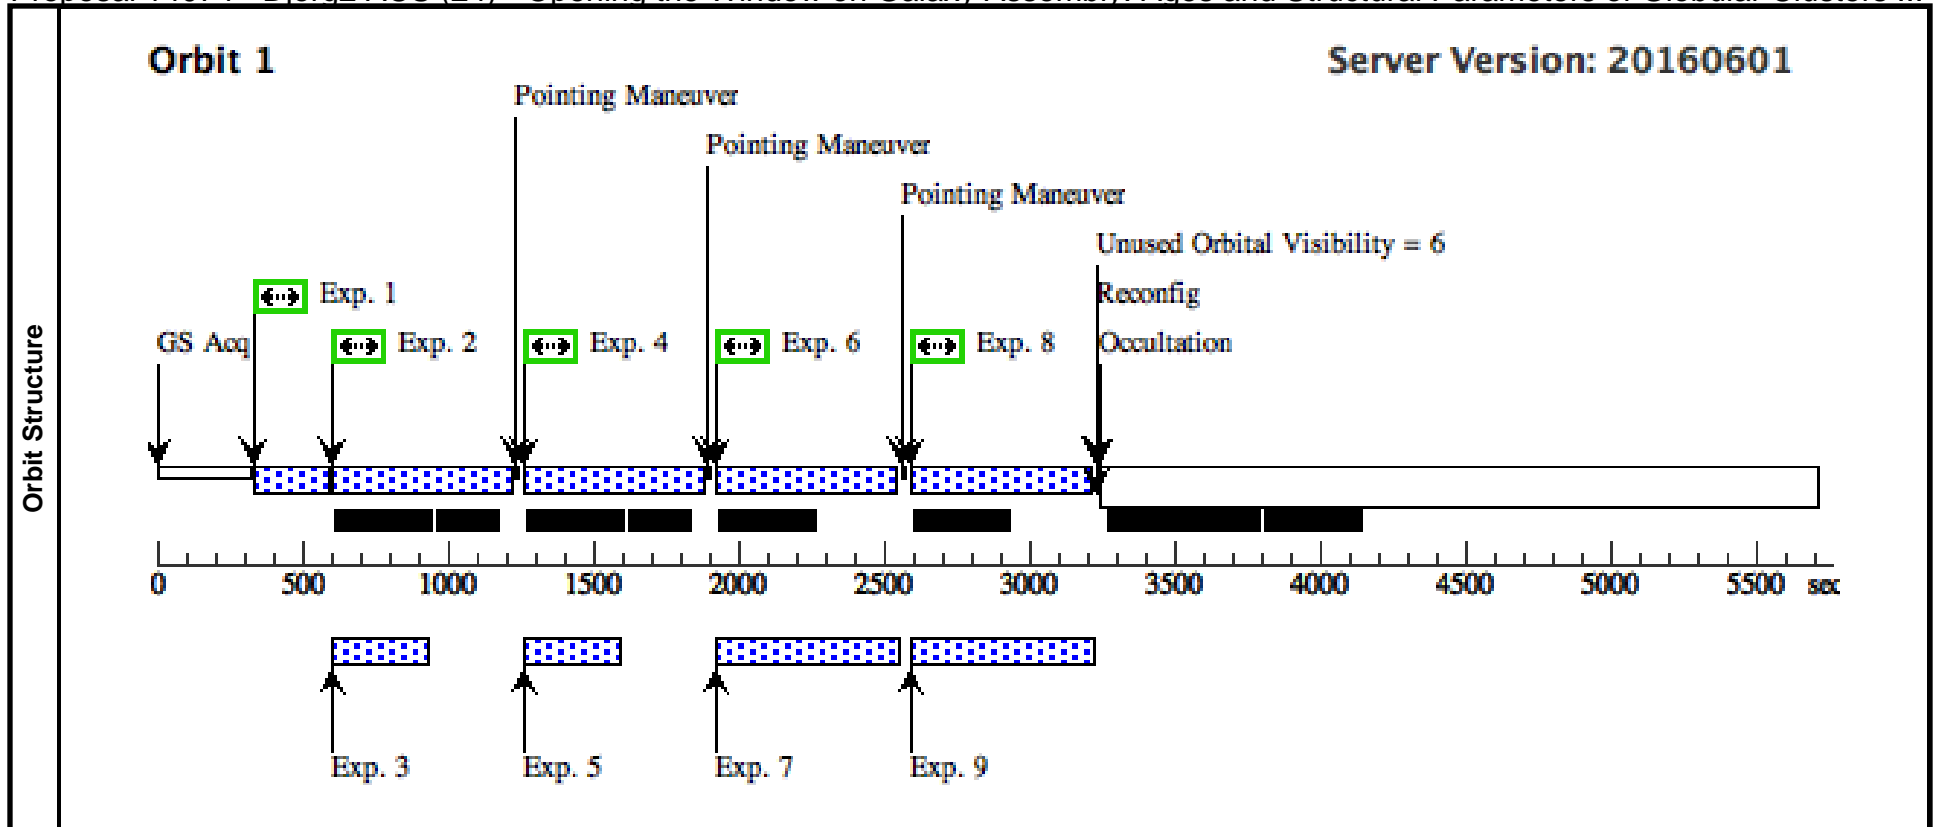 Orbit 1
Server Version: 20160601
Pointing Maneuver
Pointing Maneuver
Pointing Maneuver
Unused Orbital Visibility = 6
Exp. 1
Reconfig
GS Acq
Exp. 2
Exp. 4
Exp. 6
Exp. 8
Occultation
Orbit Structure
0 500 1000 1500 2000 2500 3000 3500 4000 4500 5000 5500 sec
Exp. 3
Exp. 5
Exp. 7
Exp. 9